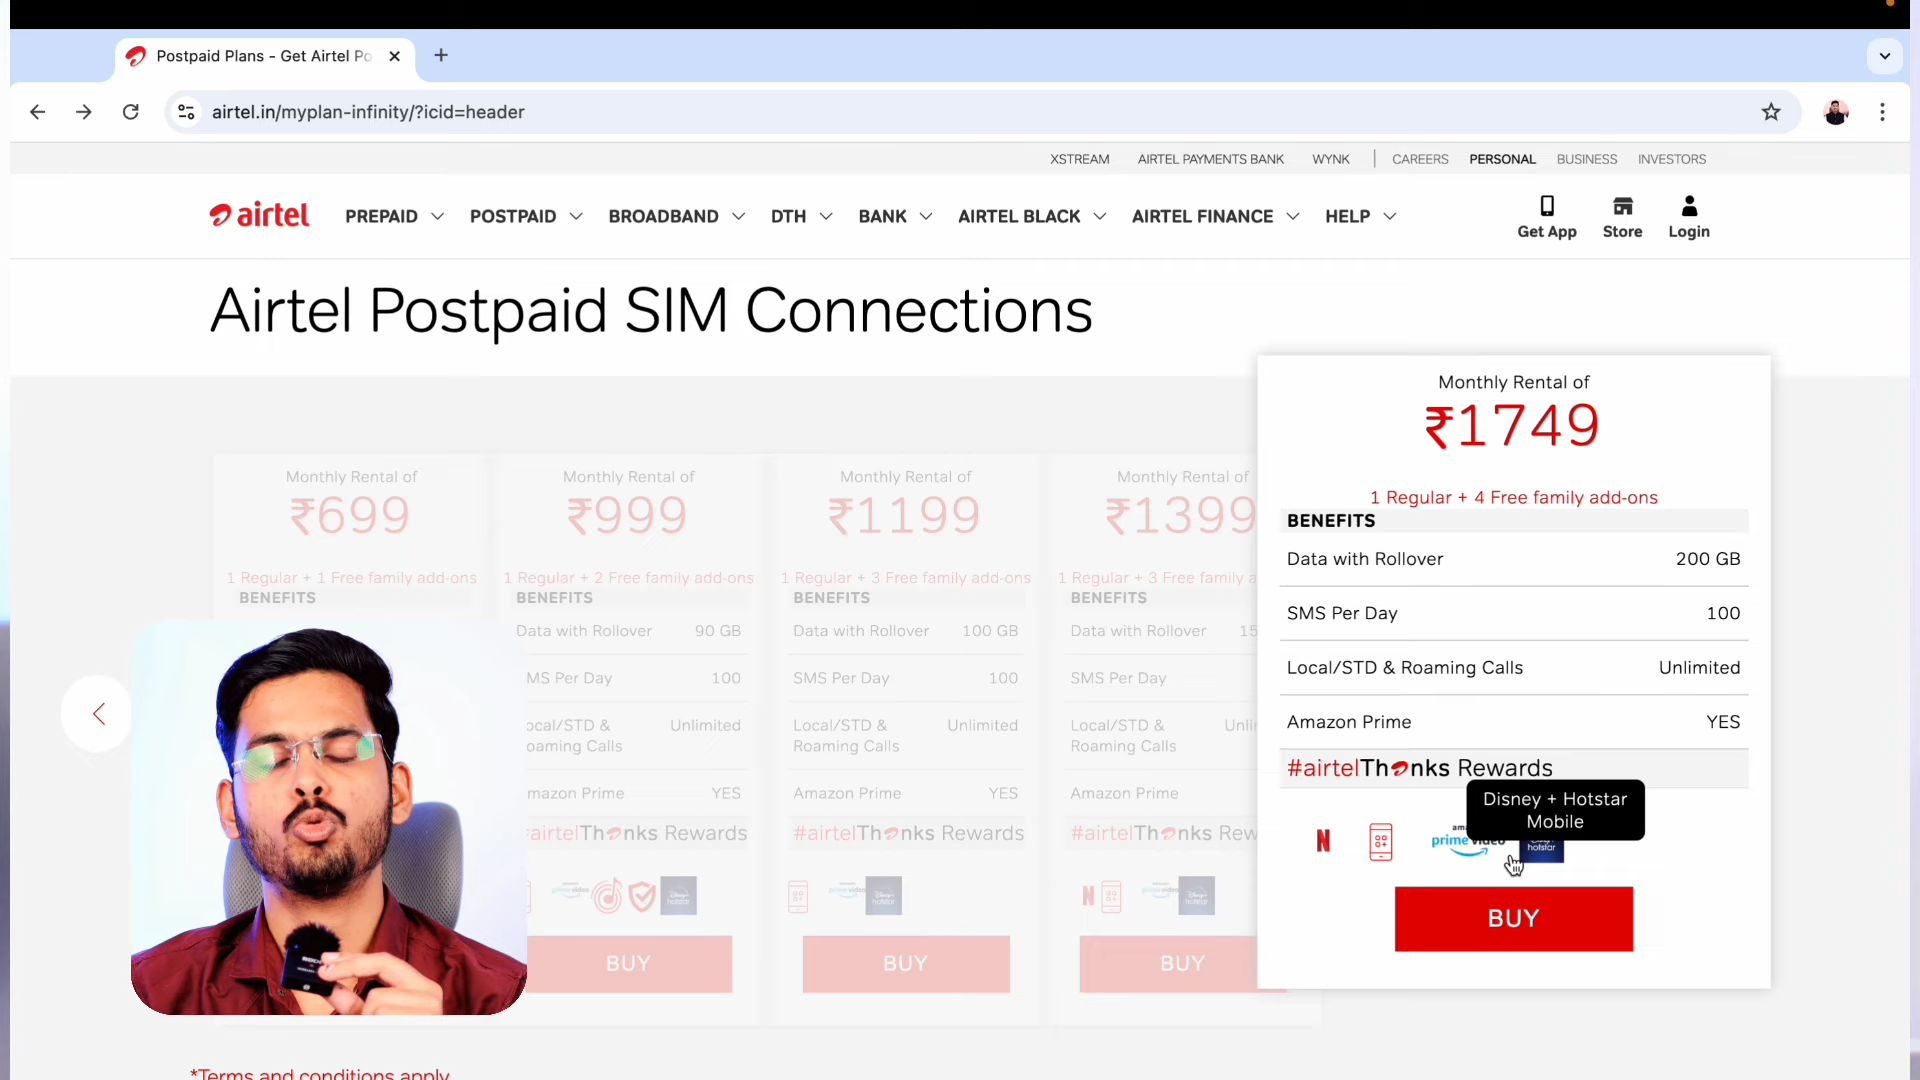 Postpaid Plans - Get Airtel Po
airtel.in/myplan-infinity/?icid=header
XSTREAM AIRTEL PAYMENTS BANK WYNK CAREERS PERSONAL BUSINESS INVESTORS
airtel PREPAID POSTPAID BROADBAND DTH BANK AIRTEL BLACK AIRTEL FINANCE HELP Get App Store Login
Airtel Postpaid SIM Connections
Monthly Rental of
₹699
1 Regular + 1 Free family add-ons
BENEFITS
Monthly Rental of
₹999
1 Regular + 2 Free family add-ons
BENEFITS
Data with Rollover 90 GB
MS Per Day 100
ocal/STD & Unlimited
oaming Calls
mazon Prime YES
#airtelThanks Rewards
BUY
Monthly Rental of
₹1199
1 Regular + 3 Free family add-ons
BENEFITS
Data with Rollover 100 GB
SMS Per Day 100
Local/STD & Unlimited
Roaming Calls
Amazon Prime YES
#airtelThanks Rewards
prime video
hotstar
BUY
Monthly Rental of
₹1399
1 Regular + 3 Free family a
BENEFITS
Data with Rollover 15
SMS Per Day
Local/STD & Unli
Roaming Calls
Amazon Prime
#airtelThanks Rew
N
hotstar
BUY
Monthly Rental of
₹1749
1 Regular + 4 Free family add-ons
BENEFITS
Data with Rollover 200 GB
SMS Per Day 100
Local/STD & Roaming Calls Unlimited
Amazon Prime YES
#airtelThanks Rewards
Disney + Hotstar
Mobile
N
prime video
hotstar
BUY
*Terms and conditions apply